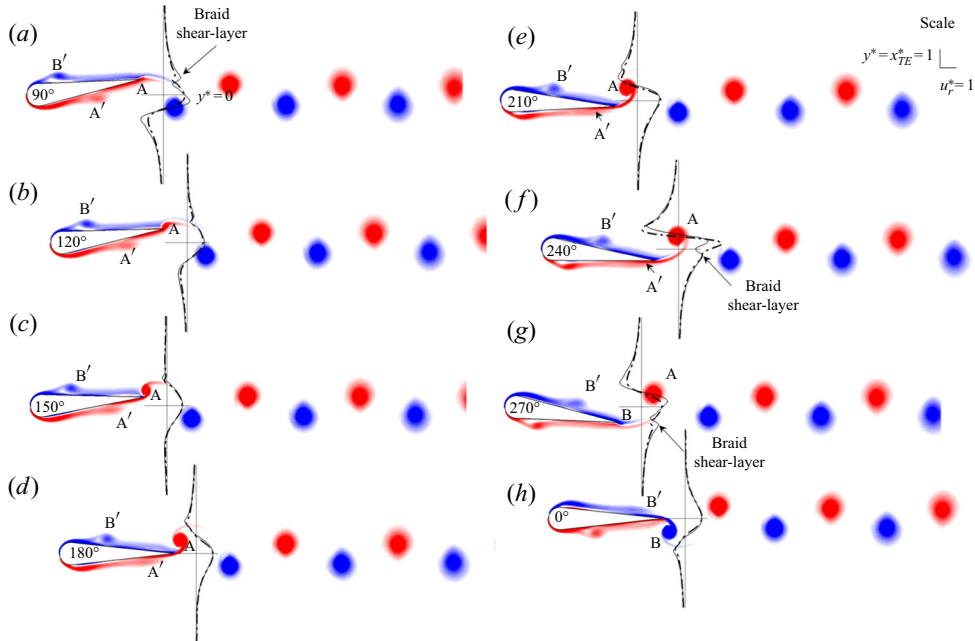 (a)
Braid
shear-layer
B′
90°
A
A′
y* = 0
(b)
B′
120°
A
A′
(c)
B′
150°
A
A′
(d)
B′
180°
A
A′
(e)
Scale
y* = x*TE = 1
u*r = 1
B′
210°
A
A′
(f)
B′
A
240°
A′
Braid
shear-layer
(g)
B′
A
270°
B
Braid
shear-layer
(h)
B′
0°
B